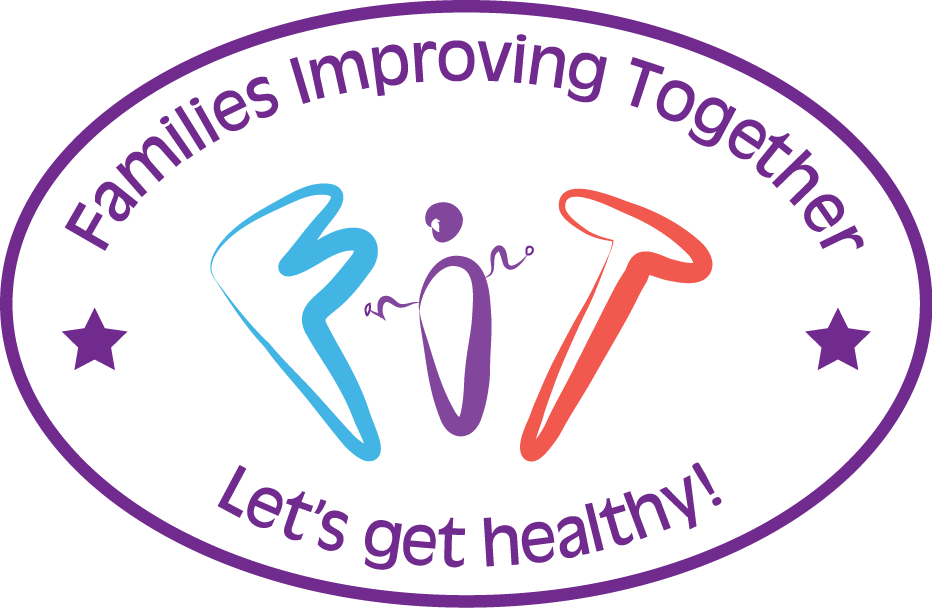 Families Improving Together
FiT
Let's get healthy!